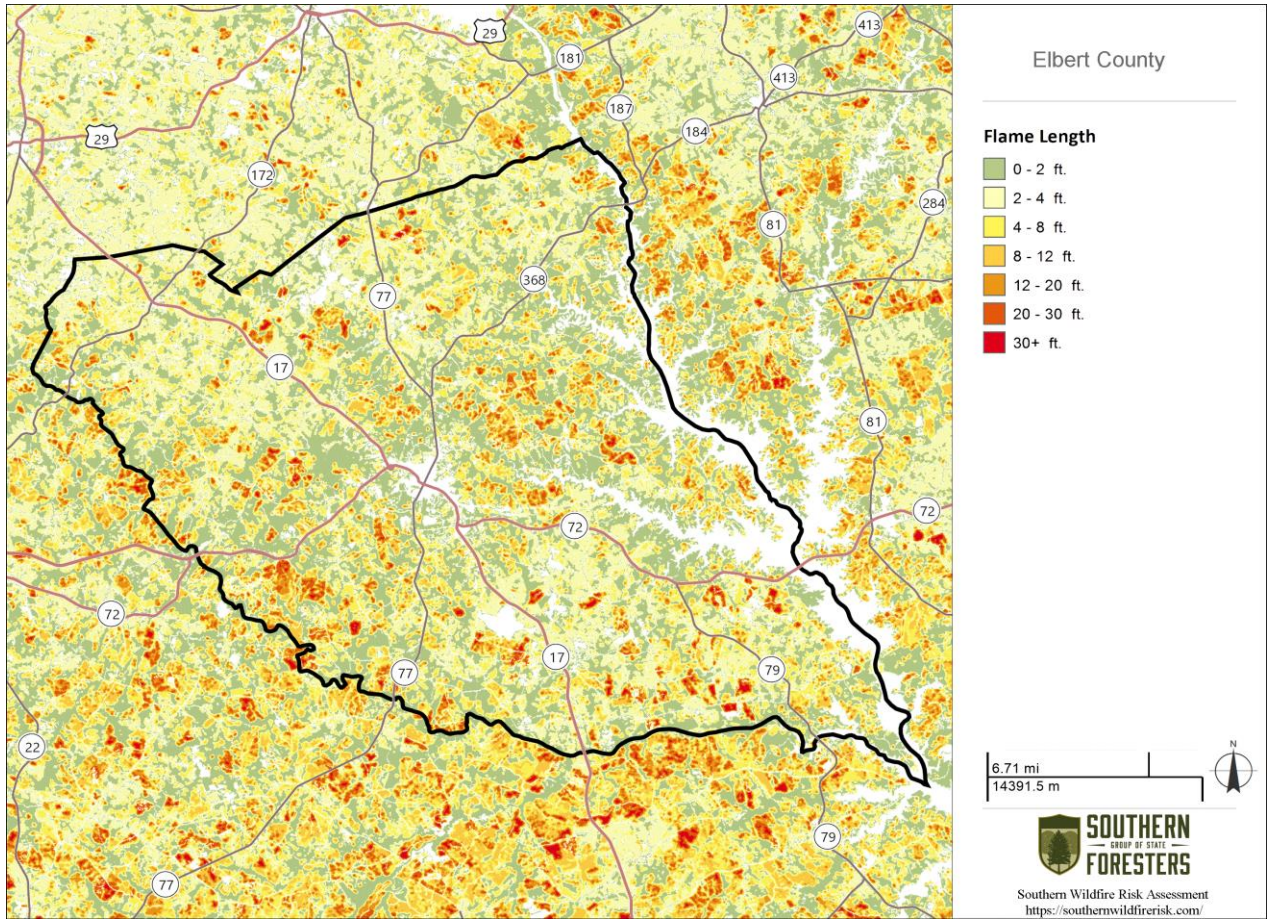 Elbert County
Flame Length
0 - 2 ft.
2 - 4 ft.
4 - 8 ft.
8 - 12 ft.
12 - 20 ft.
20 - 30 ft.
30+ ft.
29
181
413
413
187
184
29
172
284
81
368
77
17
81
72
72
72
17
79
77
22
79
77
N
6.71 mi
14391.5 m
SOUTHERN
GROUP OF STATE
FORESTERS
Southern Wildfire Risk Assessment
https://southernwildfirerisk.com/